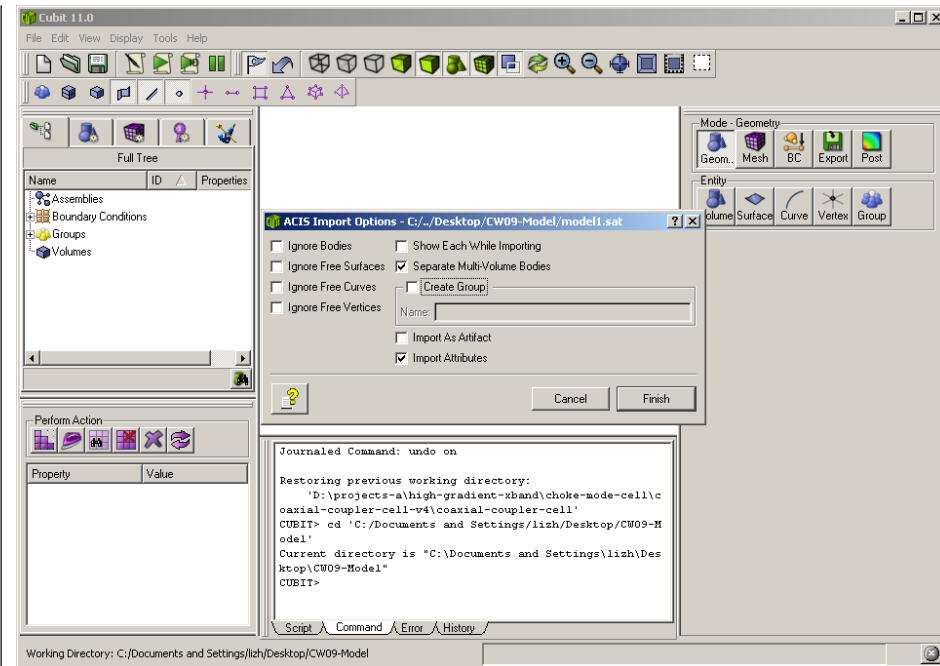 Cubit 11.0
File Edit View Display Tools Help
Full Tree
Name ID Properties
Assemblies
Boundary Conditions
Groups
Volumes
Perform Action
Property Value
ACIS Import Options - C:/../Desktop/CW09-Model/model1.sat
Ignore Bodies
Ignore Free Surfaces
Ignore Free Curves
Ignore Free Vertices
Show Each While Importing
Separate Multi-Volume Bodies
Create Group
Name:
Import As Artifact
Import Attributes
Cancel Finish
Journaled Command: undo on
Restoring previous working directory:
'D:\projects-a\high-gradient-xband\choke-mode-cell\c
oaxial-coupler-cell-v4\coaxial-coupler-cell'
CUBIT> cd 'C:/Documents and Settings/lizh/Desktop/CW09-M
odel'
Current directory is "C:\Documents and Settings\lizh\Des
ktop\CW09-Model"
CUBIT>
Script Command Error History
Mode - Geometry
Geom.. Mesh BC Export Post
Entity
olume Surface Curve Vertex Group
Working Directory: C:/Documents and Settings/lizh/Desktop/CW09-Model